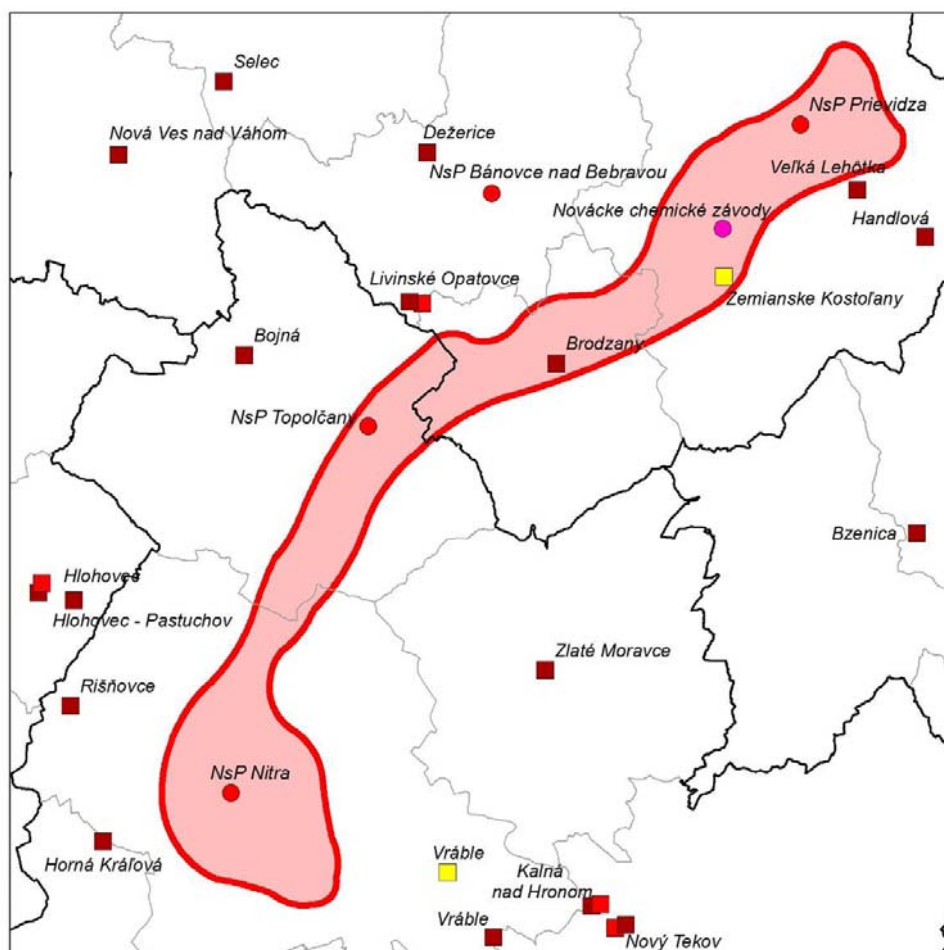 Selec
NsP Prievidza
Nová Ves nad Váhom
Dežerice
NsP Bánovce nad Bebravou
Veľká Lehôtka
Novácke chemické závody
Handlová
Livinské Opatovce
Zemianske Kostoľany
Bojná
Brodzany
NsP Topolčany
Bzenica
Hlohovec
Hlohovec - Pastuchov
Zlaté Moravce
Rišňovce
NsP Nitra
Horná Kráľová
Vráble
Kalná
nad Hronom
Vráble
Nový Tekov